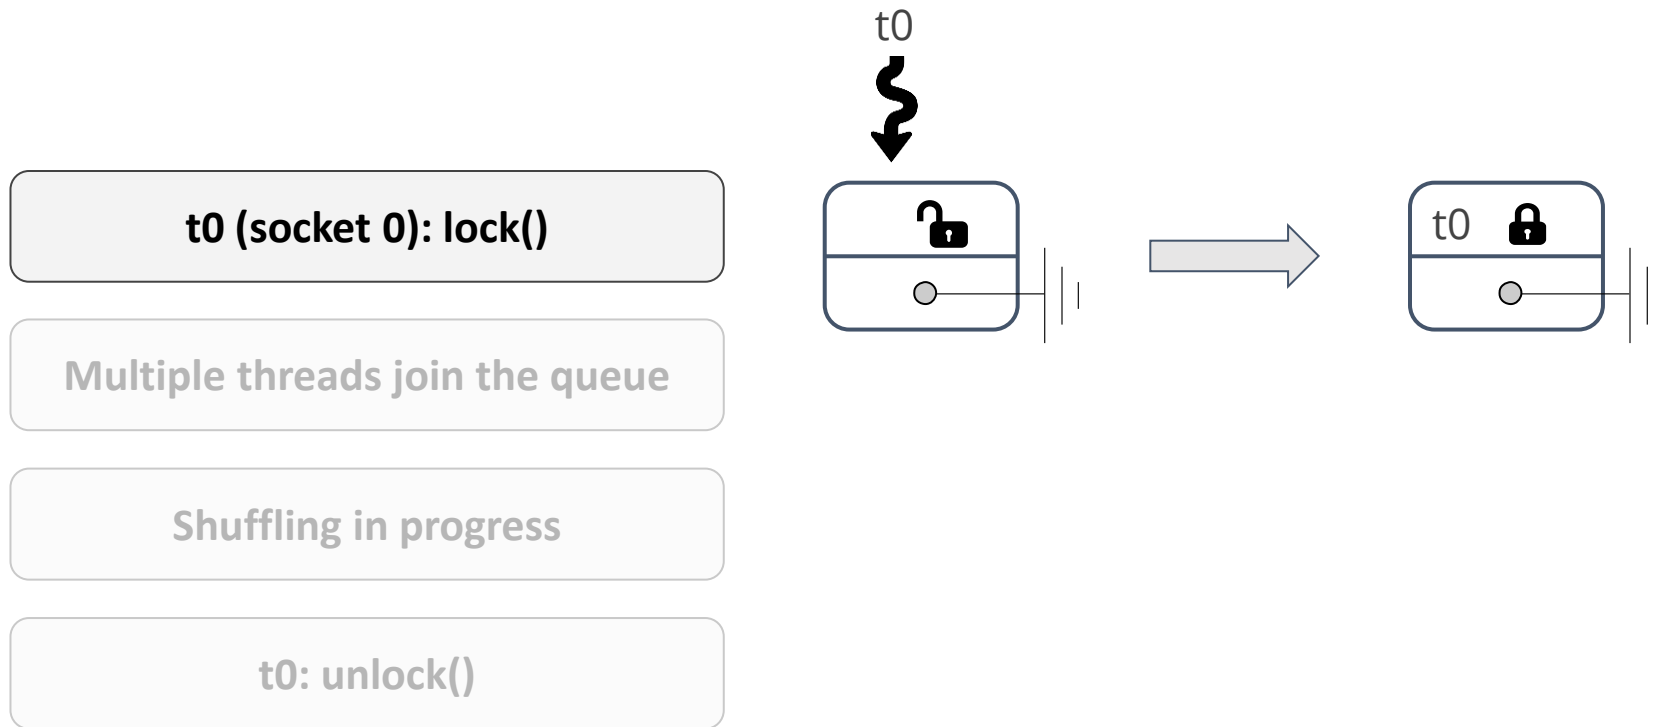 t0
t0 (socket 0): lock()
t0
Multiple threads join the queue
Shuffling in progress
t0: unlock()